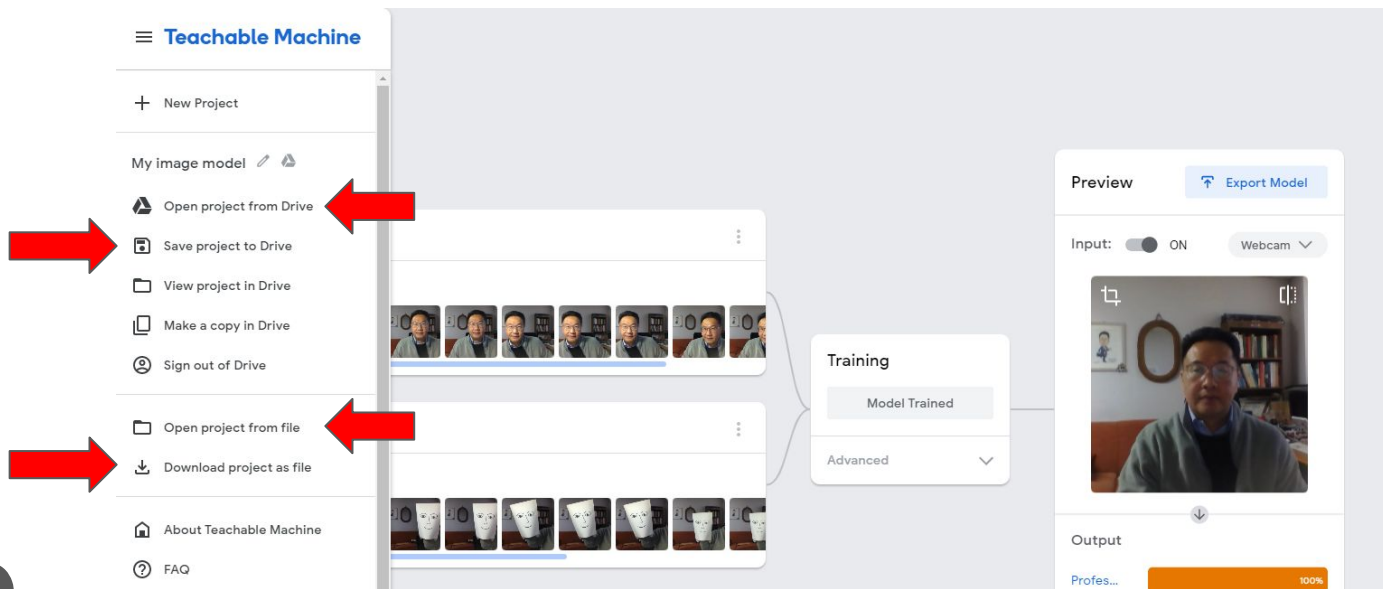 Teachable Machine
New Project
My image model
Open project from Drive
Save project to Drive
View project in Drive
Make a copy in Drive
Sign out of Drive
Open project from file
Download project as file
About Teachable Machine
FAQ
Training
Model Trained
Advanced
Preview
Export Model
Input: ON Webcam
Output
Profes... 100%